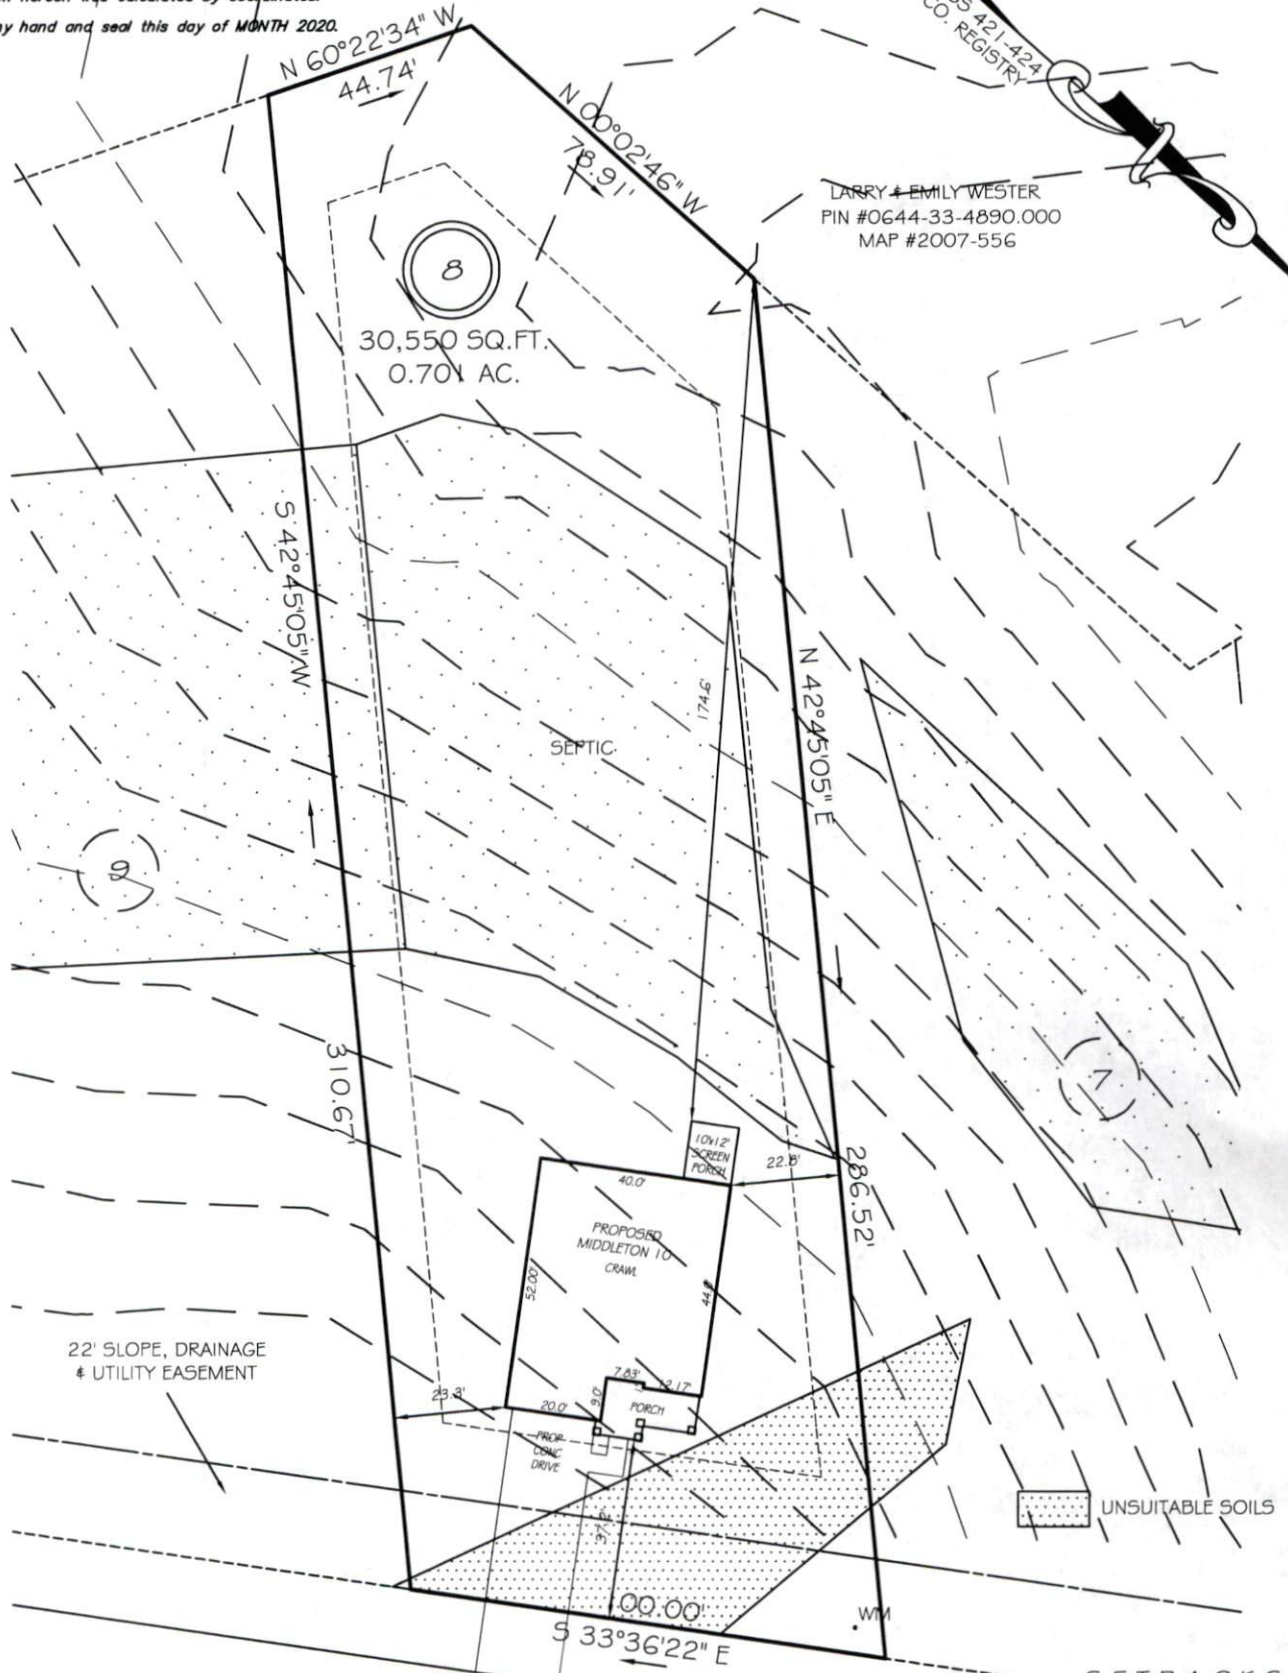 my hand and seal this day of MONTH 2020.
N 60°22'34" W
44.74'
N 00°02'46" W
78.91'
421-424
CO. REGISTRY
LARRY & EMILY WESTER
PIN #0644-33-4890.000
MAP #2007-556
8
30,550 SQ.FT.
0.701 AC.
S 42°45'05" W
310.67'
SEPTIC
174.6'
N 42°45'05" E
286.52'
9
7
10'x12'
SCREEN
PORCH
22.8'
40.0'
PROPOSED
MIDDLETON 10
CRAWL
52.00'
7.83'
12.17'
9.0'
PORCH
20.0'
23.3'
PROP
CONC
DRIVE
22' SLOPE, DRAINAGE
& UTILITY EASEMENT
UNSUITABLE SOILS
00.00'
S 33°36'22" E
WM